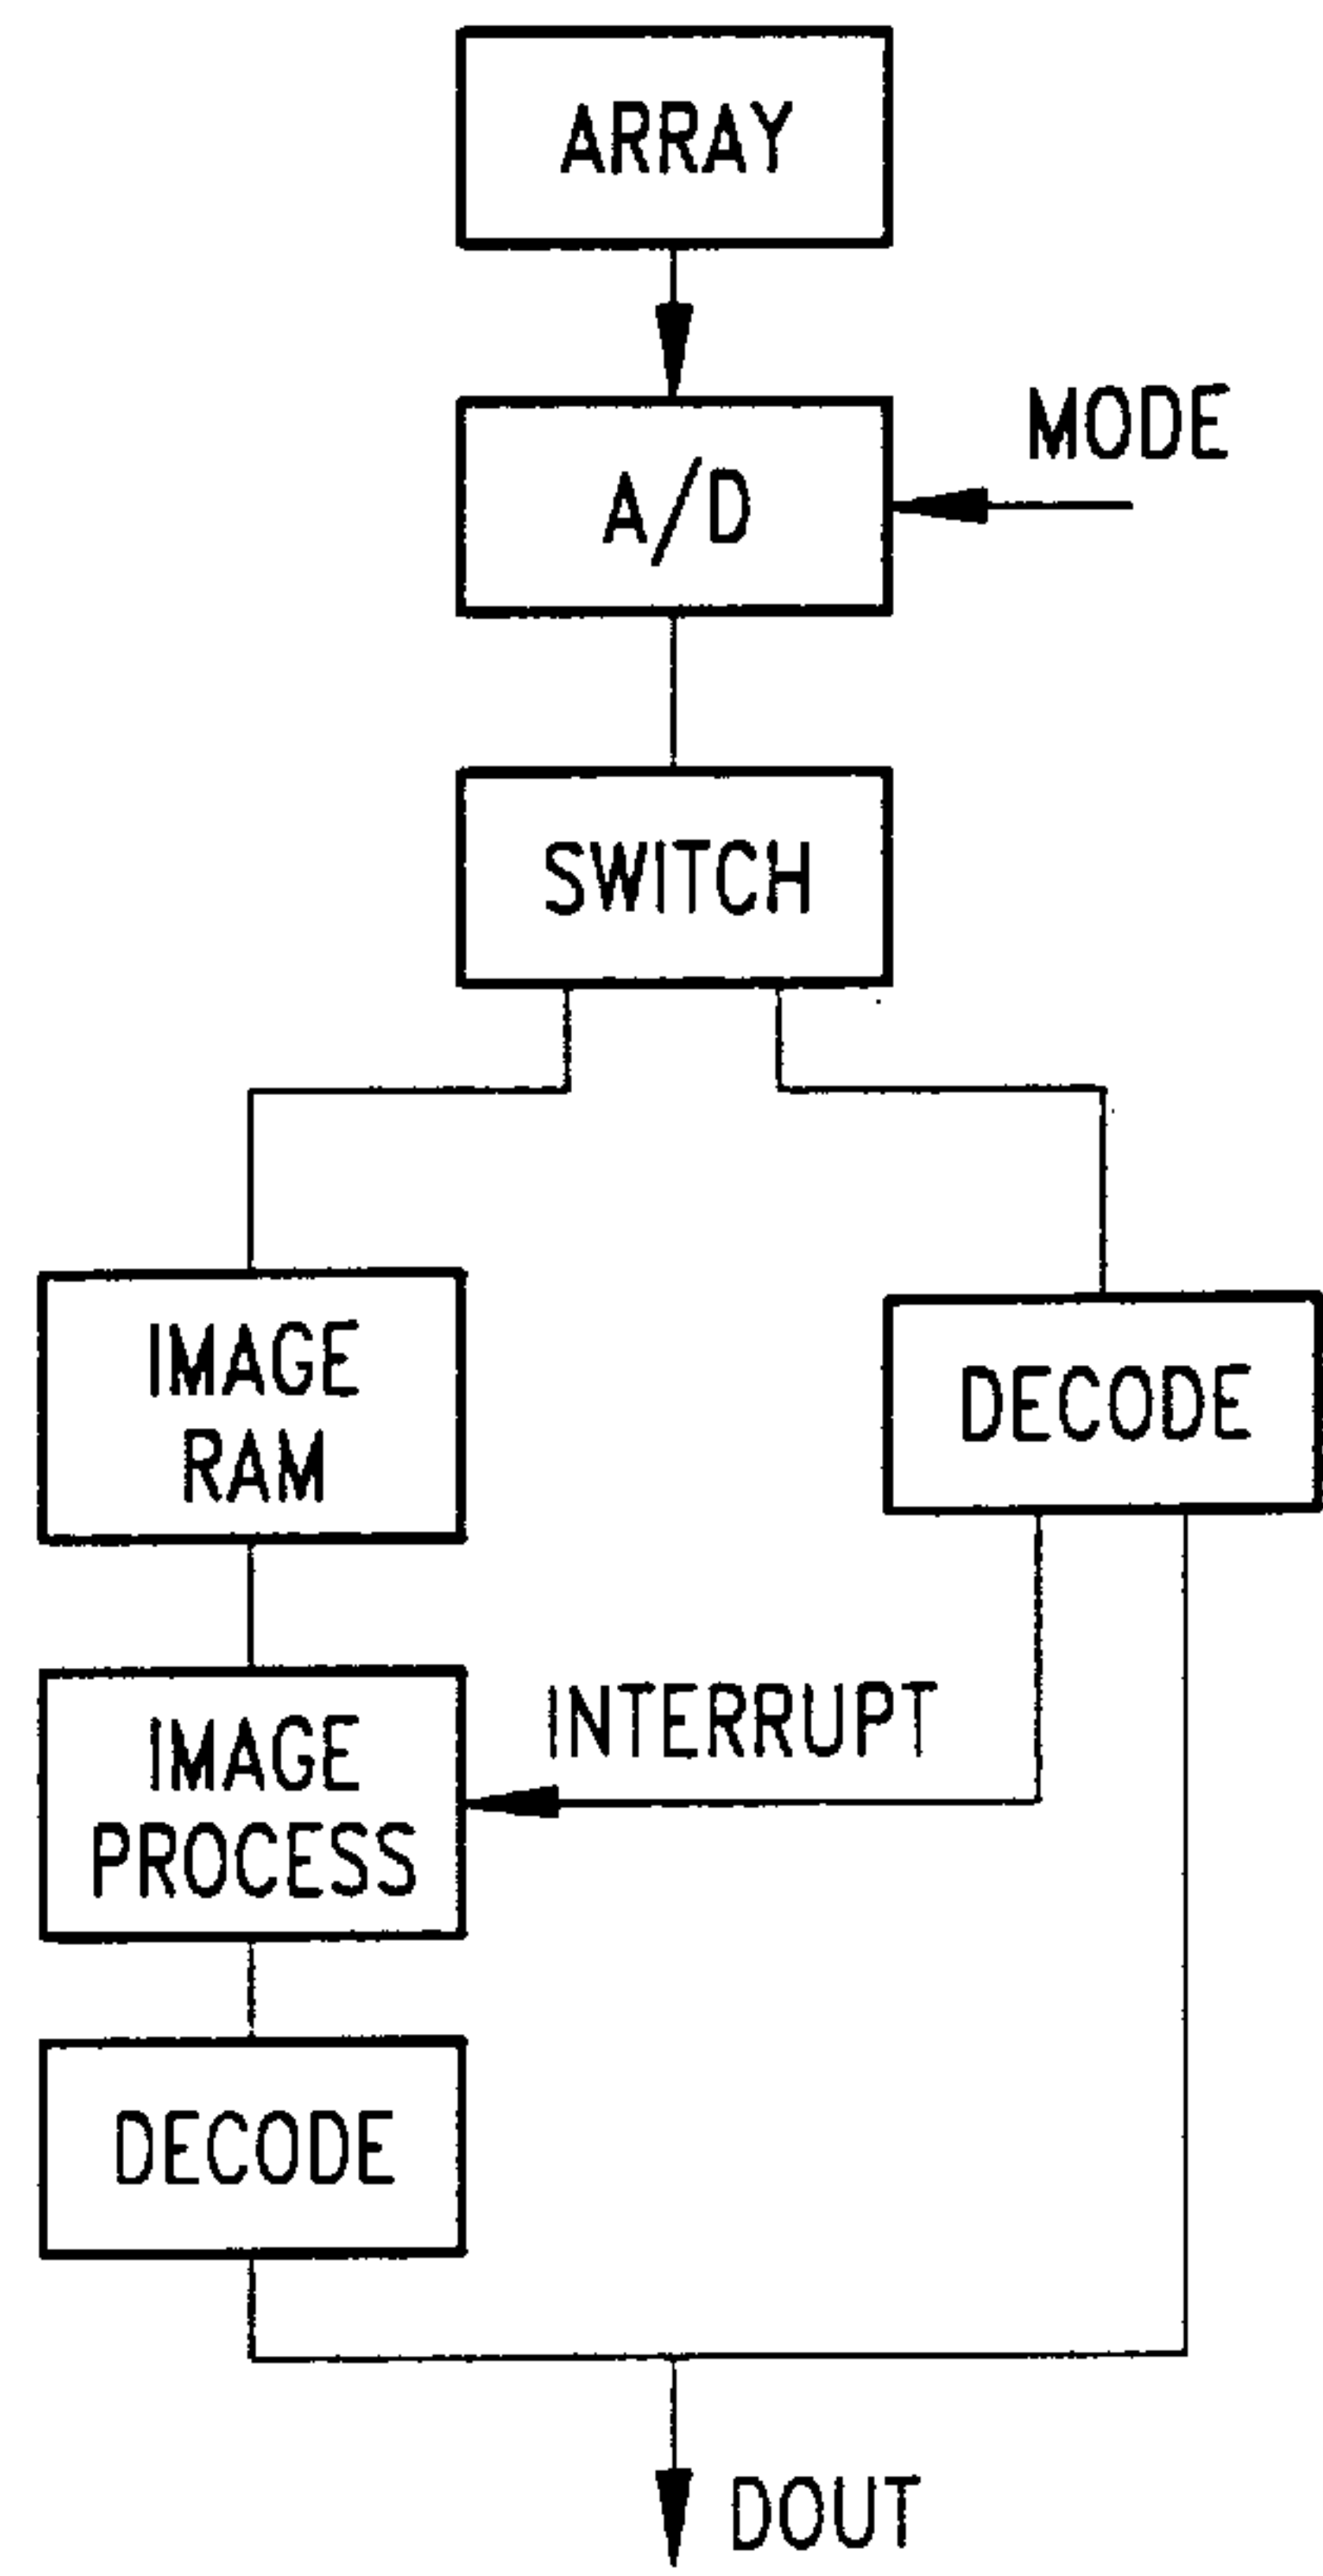 ARRAY
A/D
MODE
SWITCH
IMAGE
RAM
DECODE
IMAGE
PROCESS
INTERRUPT
DECODE
DOUT